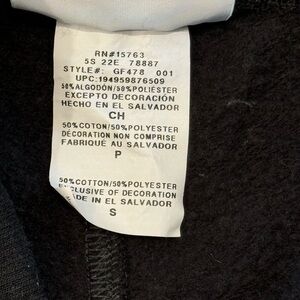 RN#15763
5S 22E 78887
STYLE#: GF478 001
UPC:194959876509
50%ALGODÓN/50%POLIÉSTER
EXCEPTO DECORACIÓN
HECHO EN EL SALVADOR
CH
50%COTON/50%POLYESTER
DÉCORATION NON COMPRISE
FABRIQUÉ AU SALVADOR
P
50%COTTON/50%POLYESTER
EXCLUSIVE OF DECORATION
MADE IN EL SALVADOR
S